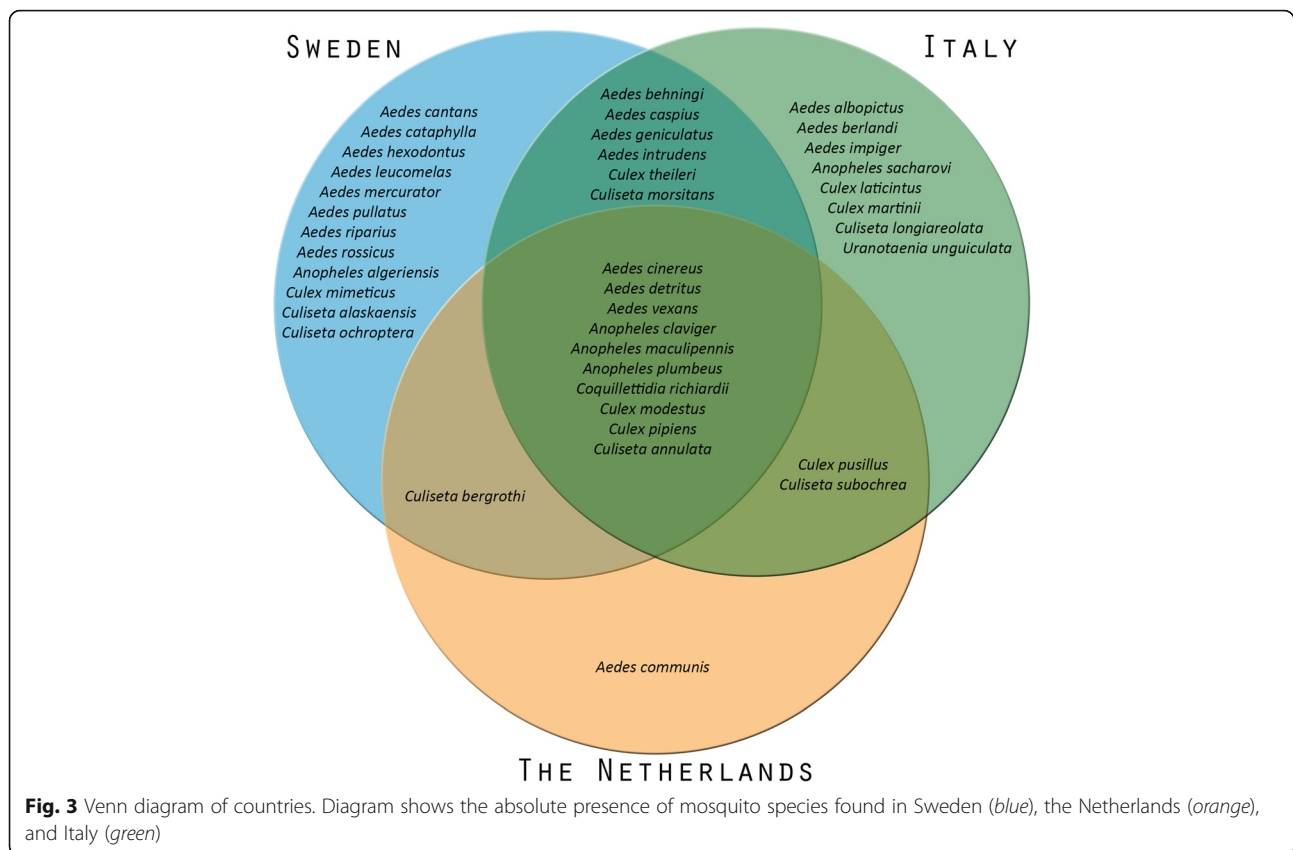 SWEDEN
ITALY
Aedes cantans
Aedes cataphylla
Aedes hexodontus
Aedes leucomelas
Aedes mercurator
Aedes pullatus
Aedes riparius
Aedes rossicus
Anopheles algeriensis
Culex mimeticus
Culiseta alaskaensis
Culiseta ochroptera
Aedes behningi
Aedes caspius
Aedes geniculatus
Aedes intrudens
Culex theileri
Culiseta morsitans
Aedes albopictus
Aedes berlandi
Aedes impiger
Anopheles sacharovi
Culex laticintus
Culex martinii
Culiseta longiareolata
Uranotaenia unguiculata
Aedes cinereus
Aedes detritus
Aedes vexans
Anopheles claviger
Anopheles maculipennis
Anopheles plumbeus
Coquillettidia richiardii
Culex modestus
Culex pipiens
Culiseta annulata
Culiseta bergrothi
Culex pusillus
Culiseta subochrea
Aedes communis
THE NETHERLANDS
Fig. 3 Venn diagram of countries. Diagram shows the absolute presence of mosquito species found in Sweden (blue), the Netherlands (orange),
and Italy (green)